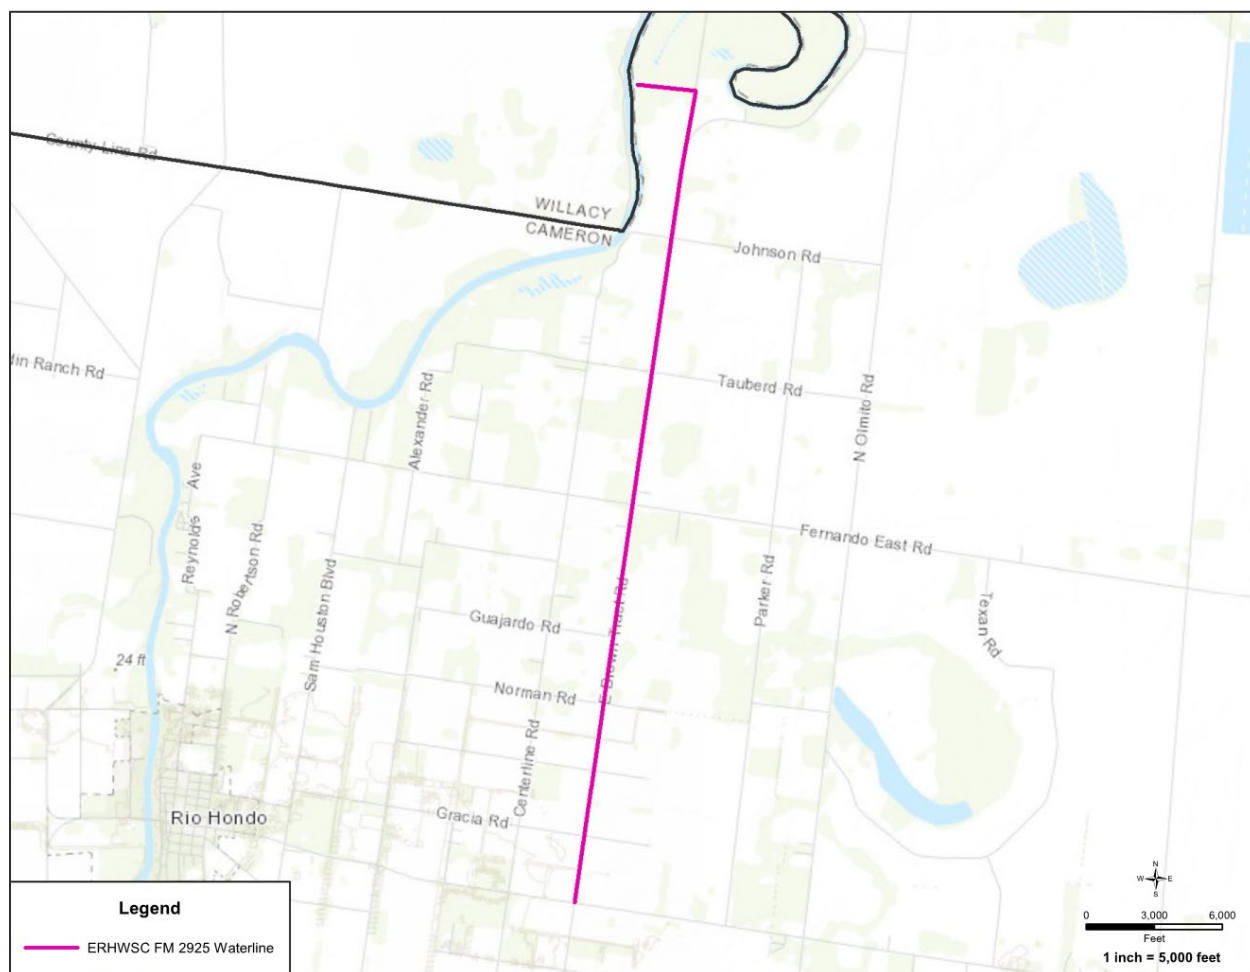 County Line Rd
WILLACY
CAMERON
Johnson Rd
din Ranch Rd
Tauberd Rd
Alexander Rd
N Olmito Rd
Reynolds Ave
N Robertson Rd
Sam Houston Blvd
Fernando East Rd
Parker Rd
Texan Rd
Guajardo Rd
E Brown Tract Rd
24 ft
Norman Rd
Centerline Rd
Rio Hondo
Gracia Rd
N
W E
S
0 3,000 6,000
Feet
1 inch = 5,000 feet
Legend
ERHWSC FM 2925 Waterline